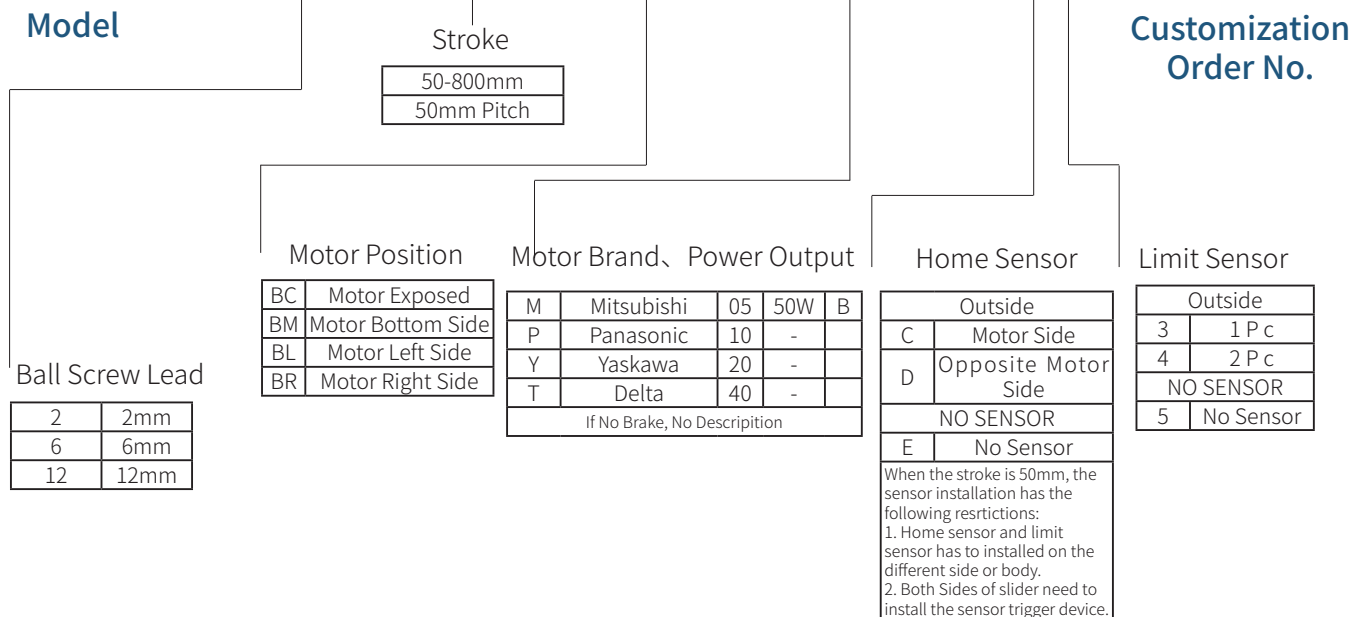 Model
Stroke
50-800mm
50mm Pitch
Customization
Order No.
Ball Screw Lead
2 2mm
6 6mm
12 12mm
Motor Position
BC Motor Exposed
BM Motor Bottom Side
BL Motor Left Side
BR Motor Right Side
Motor Brand、Power Output
M Mitsubishi 05 50W B
P Panasonic 10 -
Y Yaskawa 20 -
T Delta 40 -
If No Brake, No Descripition
Home Sensor
Outside
C Motor Side
D Opposite Motor
Side
NO SENSOR
E No Sensor
When the stroke is 50mm, the
sensor installation has the
following resrtictions:
1. Home sensor and limit
sensor has to installed on the
different side or body.
2. Both Sides of slider need to
install the sensor trigger device.
Limit Sensor
Outside
3 1 P c
4 2 P c
NO SENSOR
5 No Sensor